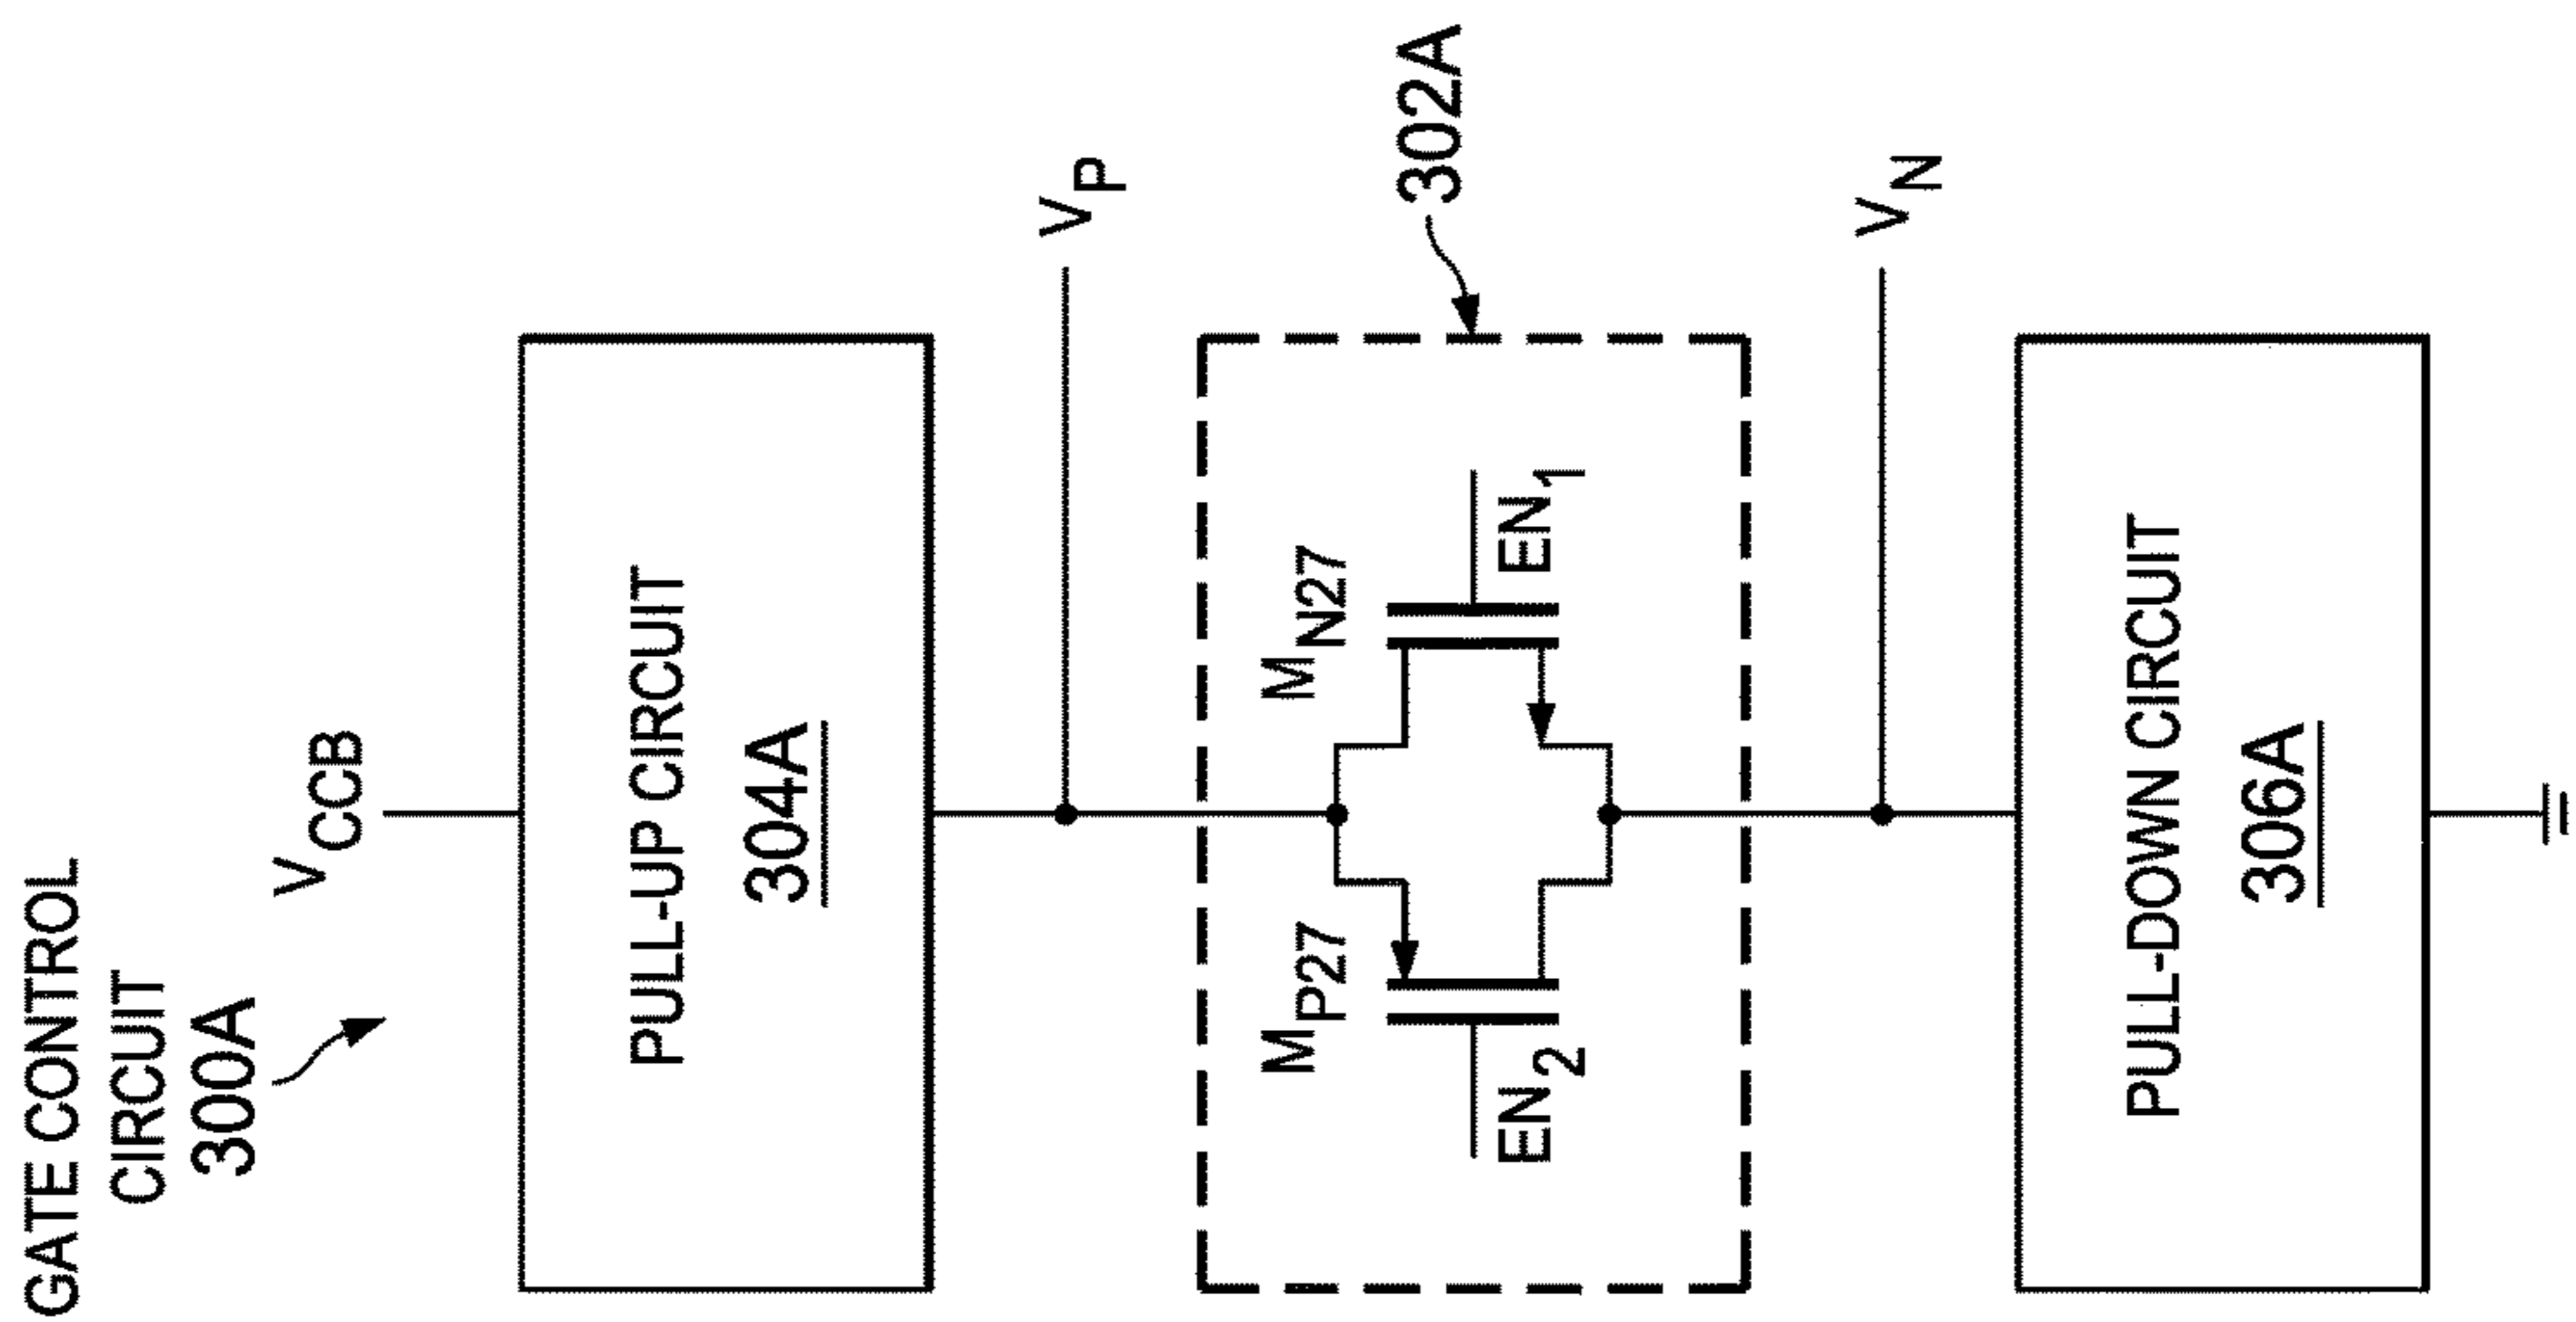 GATE CONTROL
CIRCUIT
300A
VCCB
PULL-UP CIRCUIT
304A
VP
302A
MP27
MN27
EN2
EN1
VN
PULL-DOWN CIRCUIT
306A